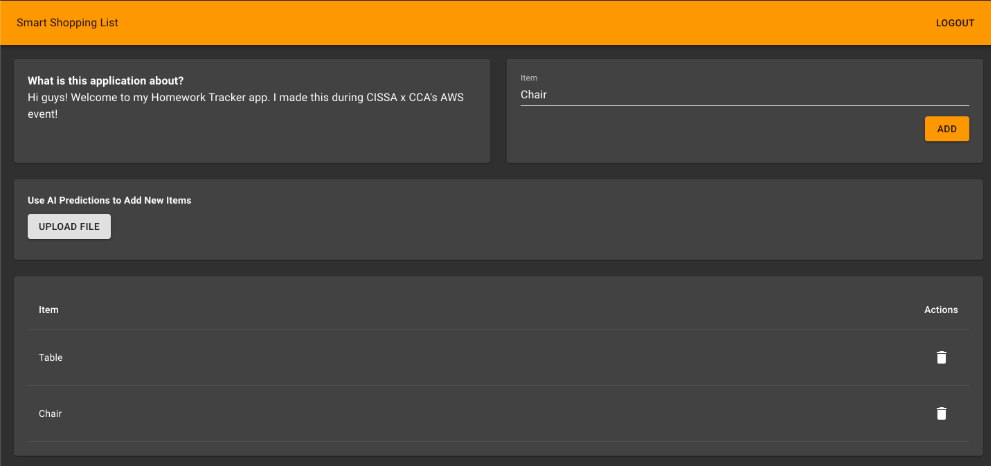 Smart Shopping List
LOGOUT
What is this application about?
Hi guys! Welcome to my Homework Tracker app. I made this during CISSA x CCA's AWS
event!
Item
Chair
ADD
Use AI Predictions to Add New Items
UPLOAD FILE
Item Actions
Table
Chair